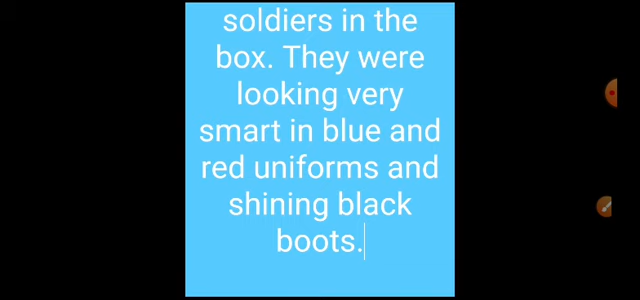 soldiers in the
box. They were
looking very
smart in blue and
red uniforms and
shining black
boots.